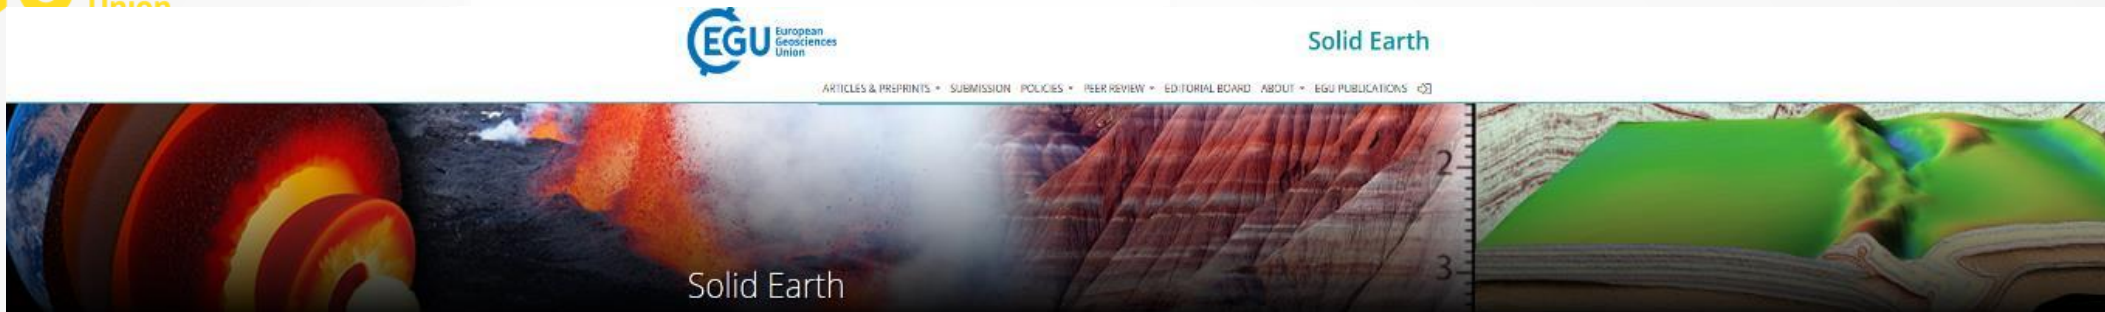 Union
EGU European Geosciences Union
Solid Earth
ARTICLES & PREPRINTS SUBMISSION POLICIES PEER REVIEW EDITORIAL BOARD ABOUT EGU PUBLICATIONS
2
3
Solid Earth